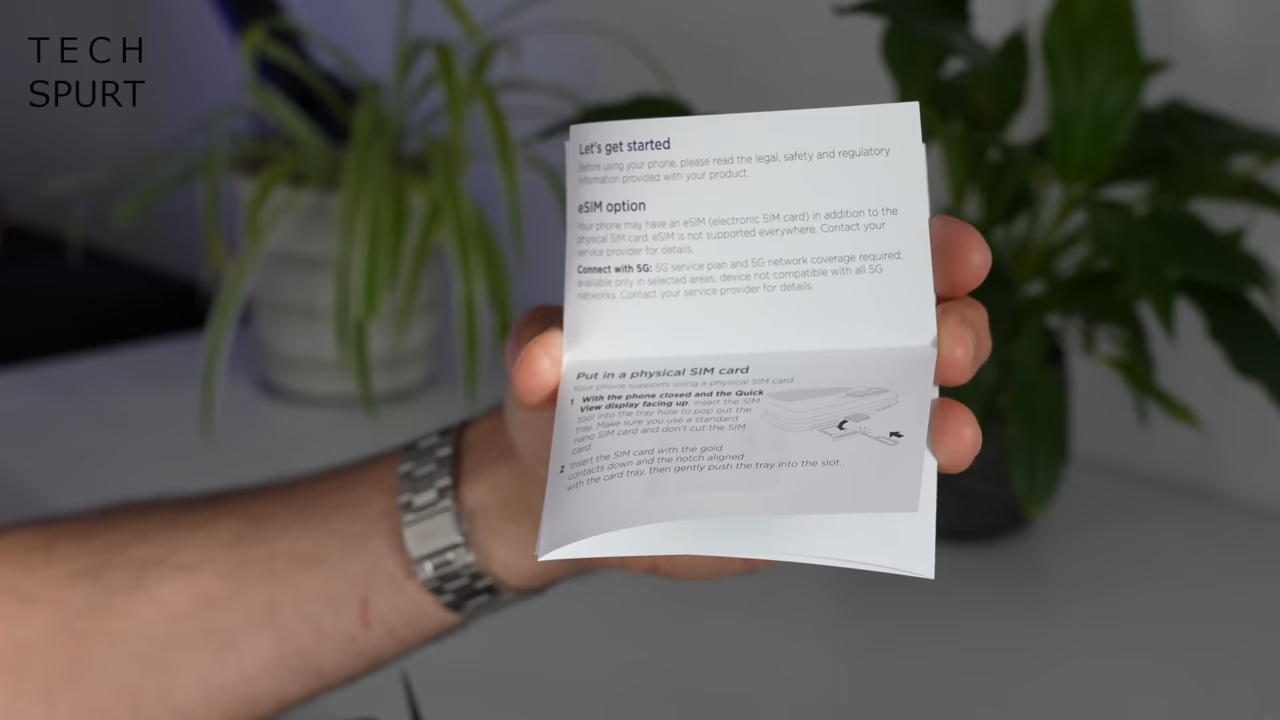 TECH
SPURT
Let's get started
Before using your phone, please read the legal, safety and regulatory
information provided with your product.
eSIM option
Your phone may have an eSIM (electronic SIM card) in addition to the
physical SIM card. eSIM is not supported everywhere. Contact your
service provider for details.
Connect with 5G: 5G service plan and 5G network coverage required;
available only in selected areas; device not compatible with all 5G
networks. Contact your service provider for details.
Put in a physical SIM card
Your phone supports using a physical SIM card.
1 With the phone closed and the Quick
View display facing up, insert the SIM
tool into the tray hole to pop out the
tray. Make sure you use a standard
nano SIM card and don't cut the SIM
card.
2 Insert the SIM card with the gold
contacts down and the notch aligned
with the card tray, then gently push the tray into the slot.